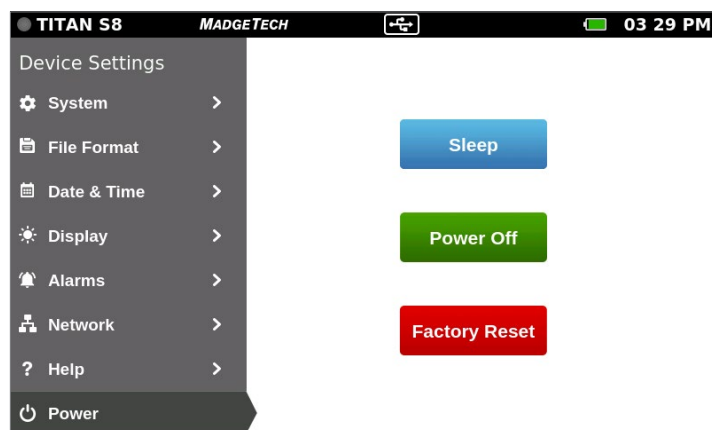 TITAN S8 MADGETECH 03 29 PM
Device Settings
System
File Format
Date & Time
Display
Alarms
Network
? Help
Power
Sleep
Power Off
Factory Reset